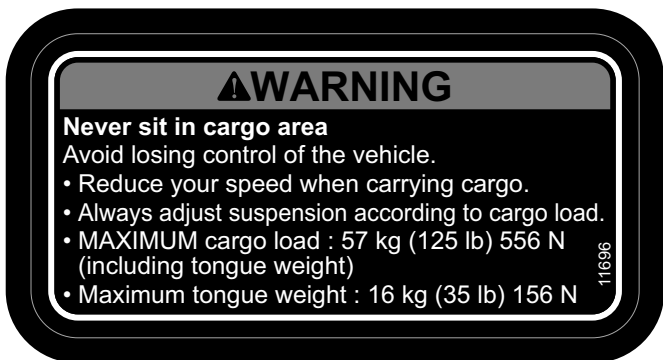 ⚠WARNING
Never sit in cargo area
Avoid losing control of the vehicle.
• Reduce your speed when carrying cargo.
• Always adjust suspension according to cargo load.
• MAXIMUM cargo load : 57 kg (125 lb) 556 N
(including tongue weight)
• Maximum tongue weight : 16 kg (35 lb) 156 N
11696